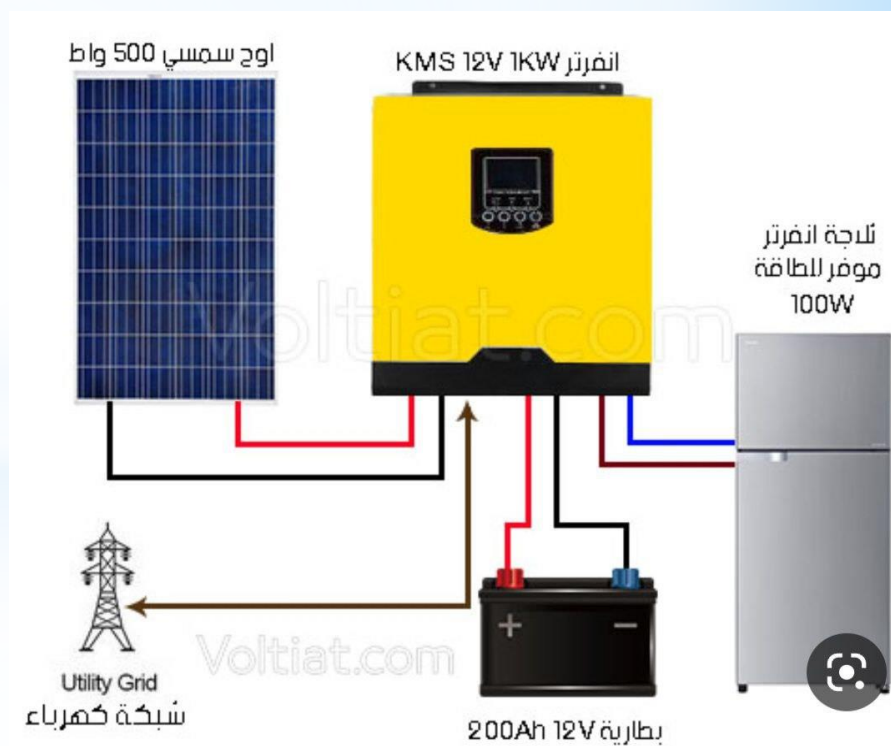 اوح سمسي 500 واط
انفرتر KMS 12V 1KW
ثلاجة انفرتر
موفر للطاقة
100W
Voltiat.com
Utility Grid
شبكة كهرباء
Voltiat.com
بطارية 200Ah 12V